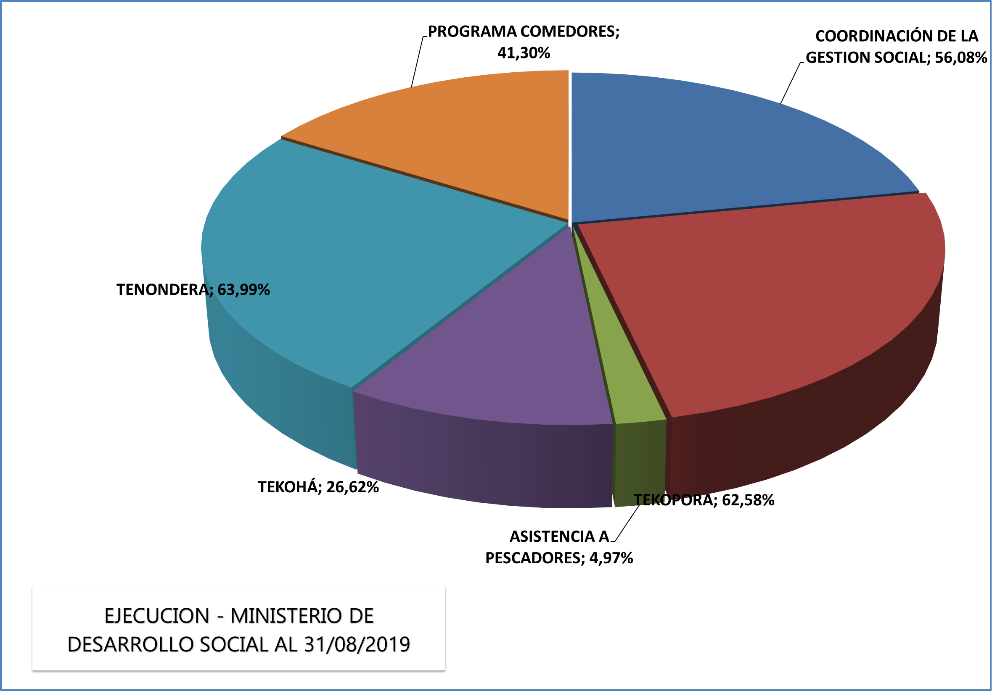 PROGRAMA COMEDORES;
41,30%
COORDINACIÓN DE LA
GESTION SOCIAL; 56,08%
TENONDERA; 63,99%
TEKOHÁ; 26,62%
TEKOPORA; 62,58%
ASISTENCIA A
PESCADORES; 4,97%
EJECUCION - MINISTERIO DE
DESARROLLO SOCIAL AL 31/08/2019